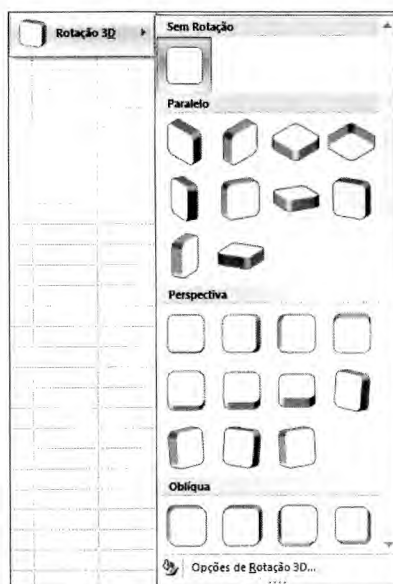 Rotação 3D
Sem Rotação
Paralelo
Perspectiva
Oblíqua
Opções de Rotação 3D...